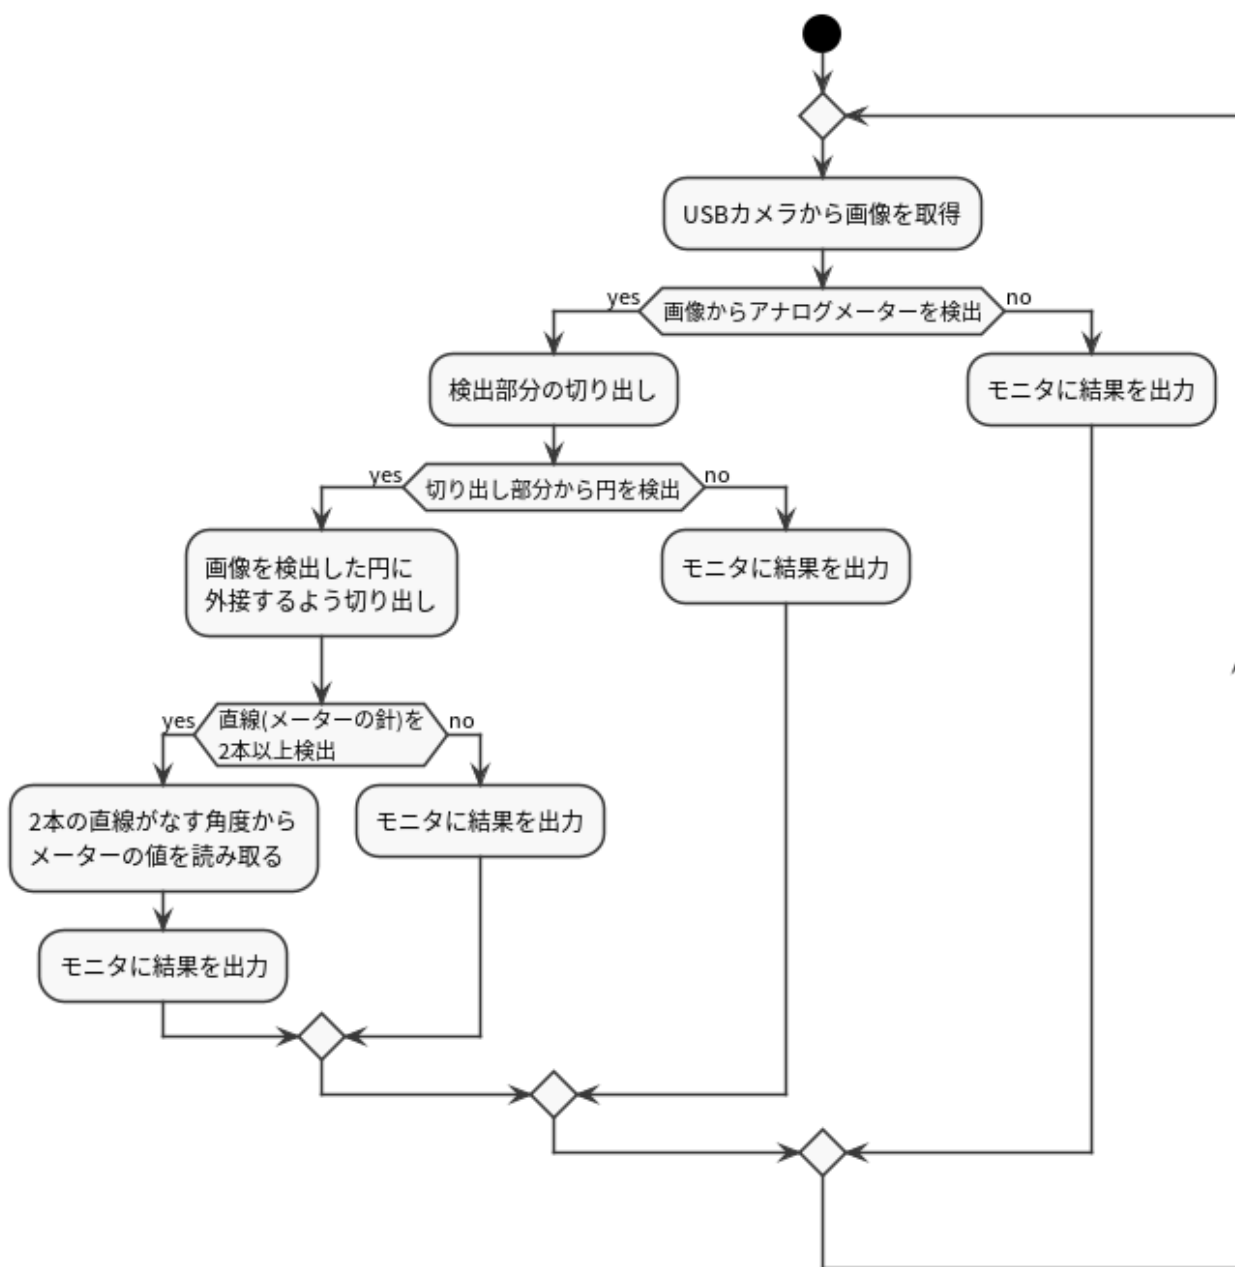 USBカメラから画像を取得
yes
画像からアナログメーターを検出
no
検出部分の切り出し
モニタに結果を出力
yes
切り出し部分から円を検出
no
画像を検出した円に
外接するよう切り出し
モニタに結果を出力
yes
直線(メーターの針)を
2本以上検出
no
2本の直線がなす角度から
メーターの値を読み取る
モニタに結果を出力
モニタに結果を出力